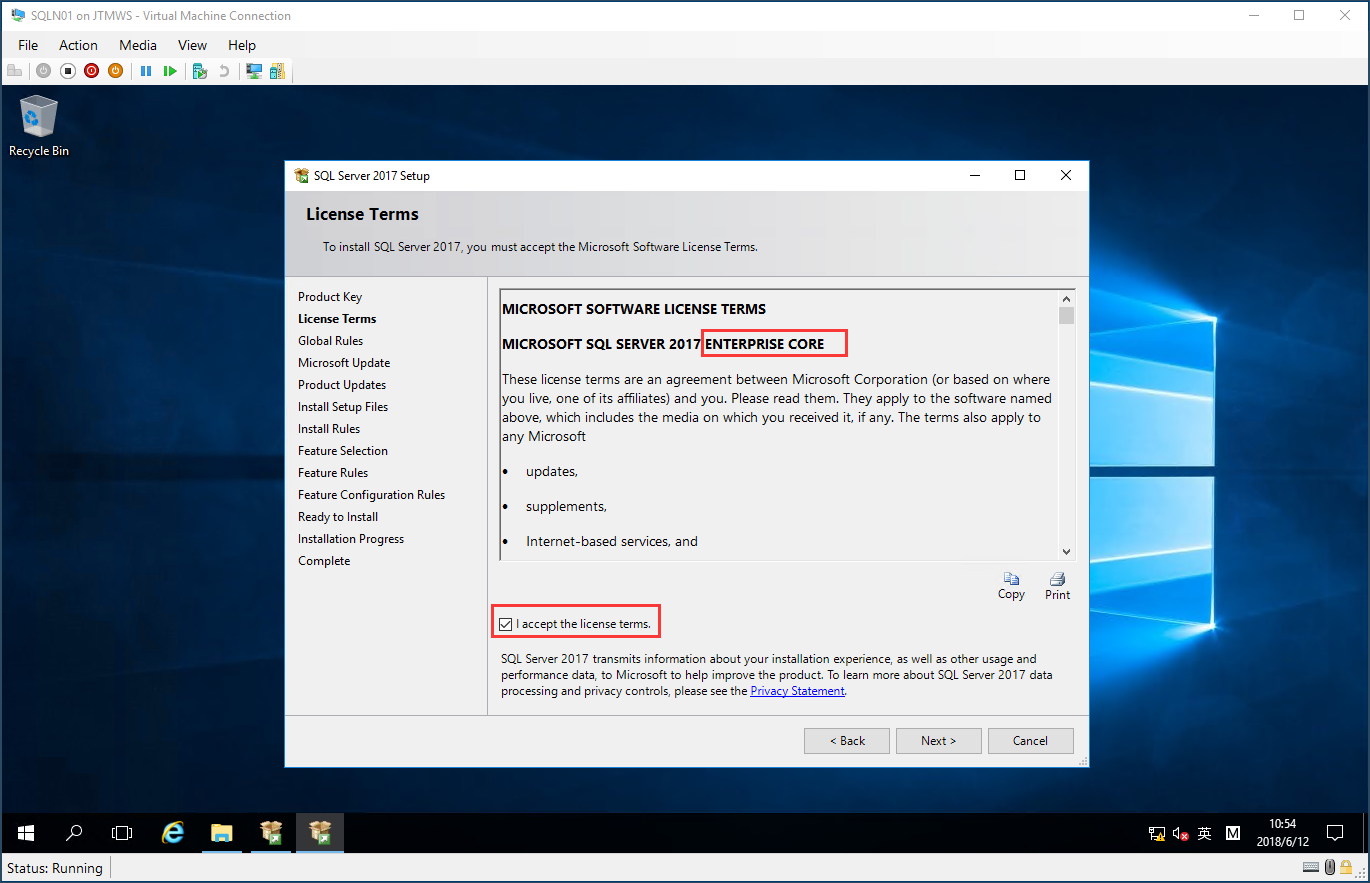 SQLN01 on JTMWS - Virtual Machine Connection
File Action Media View Help
Recycle Bin
SQL Server 2017 Setup
License Terms
To install SQL Server 2017, you must accept the Microsoft Software License Terms.
Product Key
License Terms
Global Rules
Microsoft Update
Product Updates
Install Setup Files
Install Rules
Feature Selection
Feature Rules
Feature Configuration Rules
Ready to Install
Installation Progress
Complete
MICROSOFT SOFTWARE LICENSE TERMS
MICROSOFT SQL SERVER 2017 ENTERPRISE CORE
These license terms are an agreement between Microsoft Corporation (or based on where
you live, one of its affiliates) and you. Please read them. They apply to the software named
above, which includes the media on which you received it, if any. The terms also apply to
any Microsoft
• updates,
• supplements,
• Internet-based services, and
Copy Print
I accept the license terms.
SQL Server 2017 transmits information about your installation experience, as well as other usage and
performance data, to Microsoft to help improve the product. To learn more about SQL Server 2017 data
processing and privacy controls, please see the Privacy Statement.
< Back Next > Cancel
英 M
10:54
2018/6/12
Status: Running